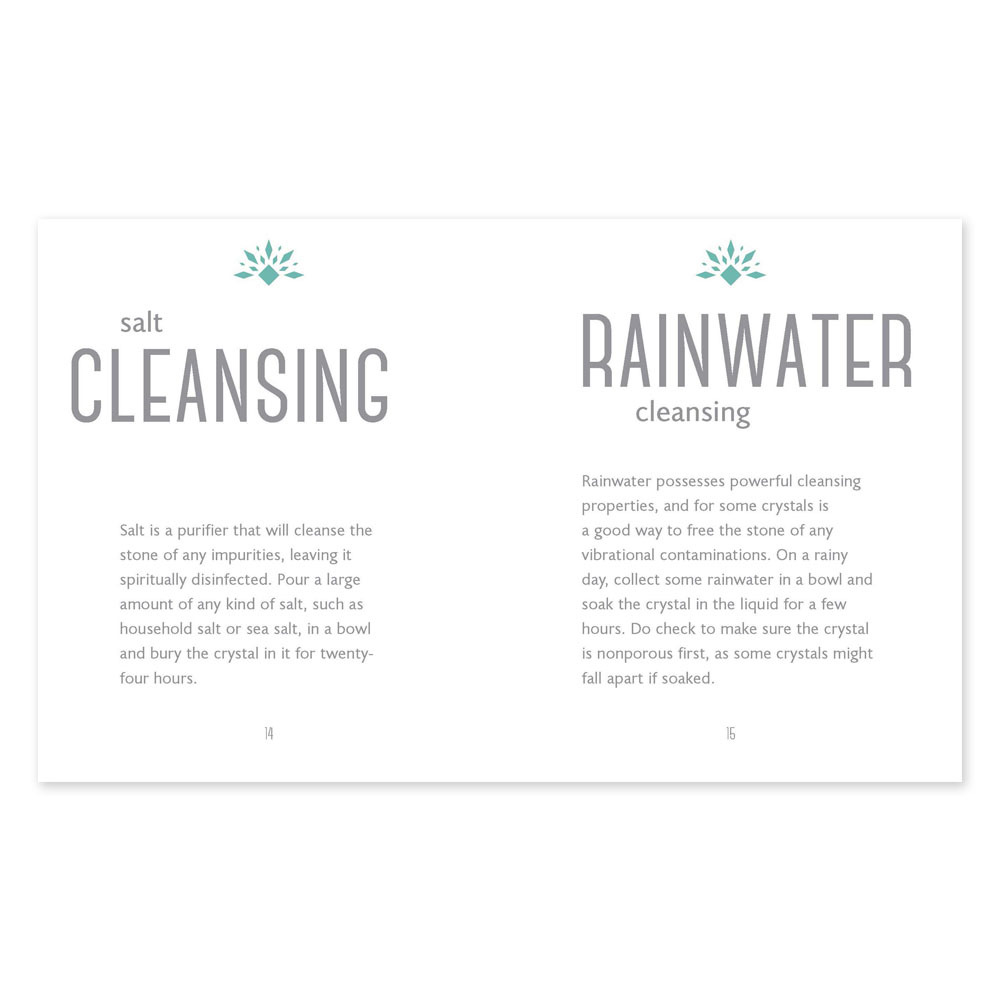 salt
CLEANSING
Salt is a purifier that will cleanse the
stone of any impurities, leaving it
spiritually disinfected. Pour a large
amount of any kind of salt, such as
household salt or sea salt, in a bowl
and bury the crystal in it for twenty-
four hours.
14
RAINWATER
cleansing
Rainwater possesses powerful cleansing
properties, and for some crystals is
a good way to free the stone of any
vibrational contaminations. On a rainy
day, collect some rainwater in a bowl and
soak the crystal in the liquid for a few
hours. Do check to make sure the crystal
is nonporous first, as some crystals might
fall apart if soaked.
15